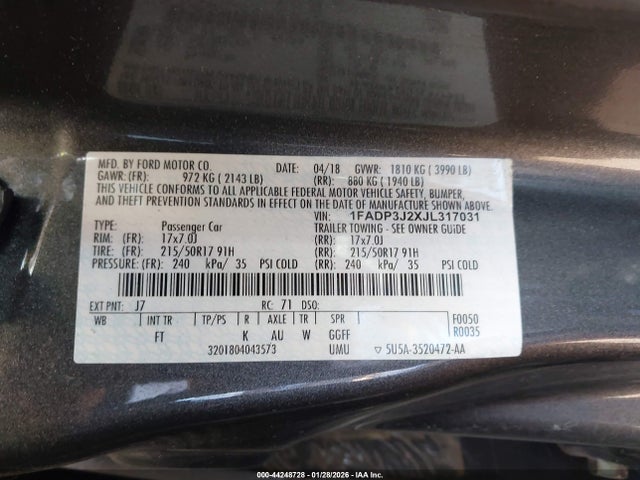 MFD. BY FORD MOTOR CO. DATE: 04/18 GVWR: 1810 KG ( 3990 LB)
GAWR: (FR): 972 KG ( 2143 LB) (RR): 880 KG ( 1940 LB)
THIS VEHICLE CONFORMS TO ALL APPLICABLE FEDERAL MOTOR VEHICLE SAFETY, BUMPER,
AND THEFT PREVENTION STANDARDS IN EFFECT ON THE DATE OF MANUFACTURE SHOWN ABOVE.
VIN: 1FADP3J2XJL317031
TYPE: Passenger Car TRAILER TOWING - SEE OWNER GUIDE
RIM: (FR): 17x7.0J (RR): 17x7.0J
TIRE: (FR): 215/50R17 91H (RR): 215/50R17 91H
PRESSURE: (FR): 240 kPa/ 35 PSI COLD (RR): 240 kPa/ 35 PSI COLD
EXT PNT: J7 RC: 71 DSO: F0050
WB INT TR TP/PS R AXLE TR SPR R0035
FT K AU W GGFF
3201804043573 UMU ▽ 5U5A-3520472-AA
000-44248728 - 01/28/2026 - IAA Inc.